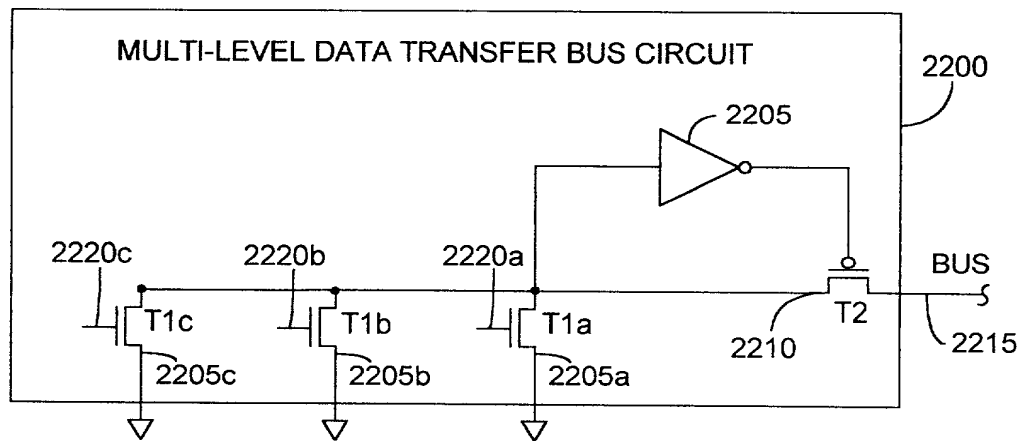 MULTI-LEVEL DATA TRANSFER BUS CIRCUIT
2200
2205
2220c
2220b
2220a
BUS
T1c
T1b
T1a
T2
2210
2215
2205c
2205b
2205a